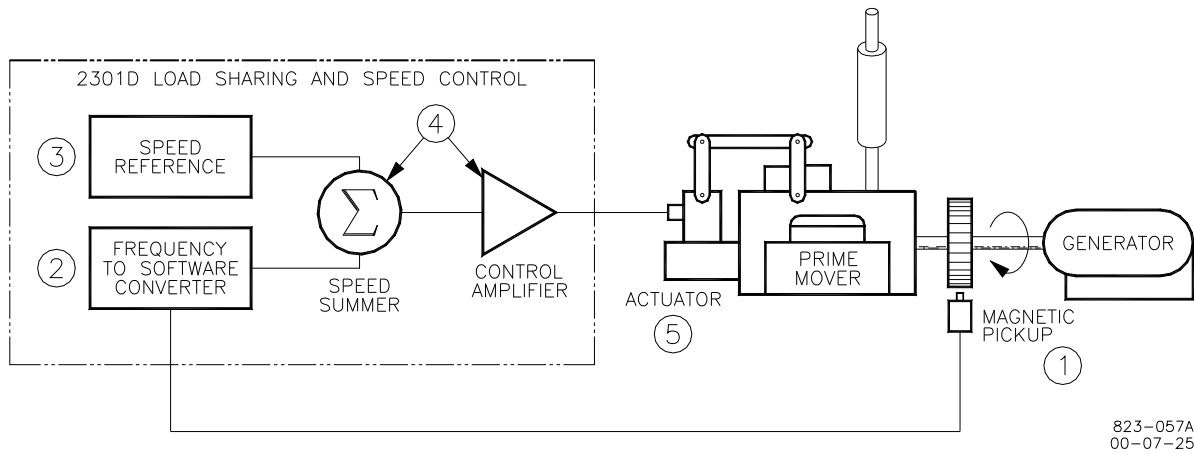 2301D LOAD SHARING AND SPEED CONTROL
3
SPEED
REFERENCE
4
Σ
2
FREQUENCY
TO SOFTWARE
CONVERTER
SPEED
SUMMER
CONTROL
AMPLIFIER
ACTUATOR
5
PRIME
MOVER
GENERATOR
MAGNETIC
PICKUP
1
823-057A
00-07-25